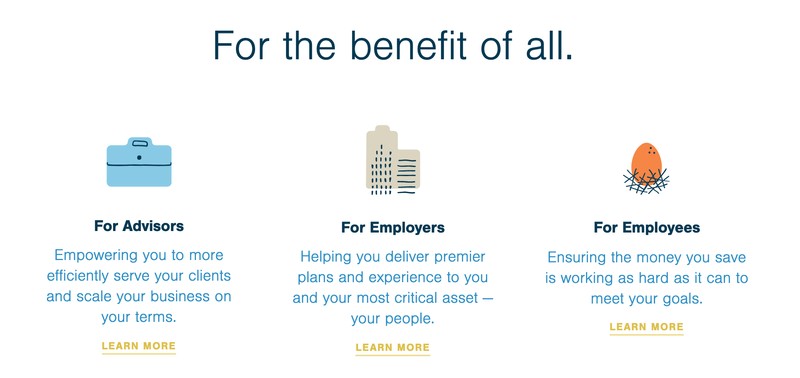 For the benefit of all.
For Advisors
Empowering you to more
efficiently serve your clients
and scale your business on
your terms.
LEARN MORE
For Employers
Helping you deliver premier
plans and experience to you
and your most critical asset —
your people.
LEARN MORE
For Employees
Ensuring the money you save
is working as hard as it can to
meet your goals.
LEARN MORE